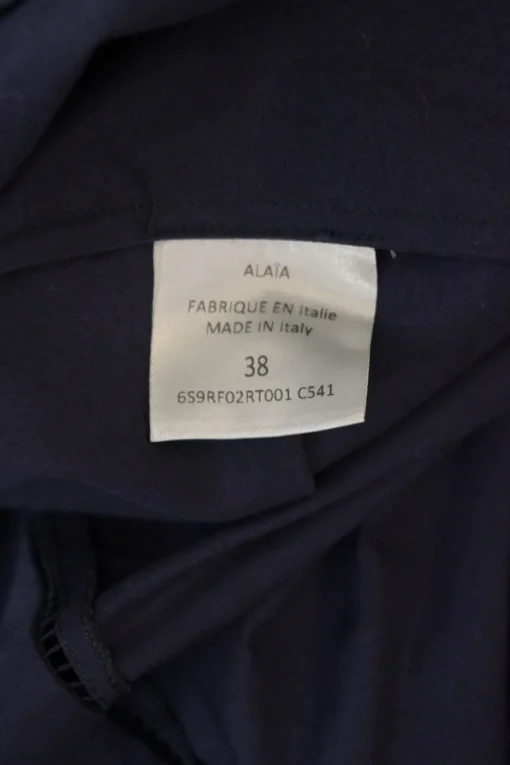 ALAÏA
FABRIQUE EN Italie
MADE IN Italy
38
6S9RF02RT001 C541